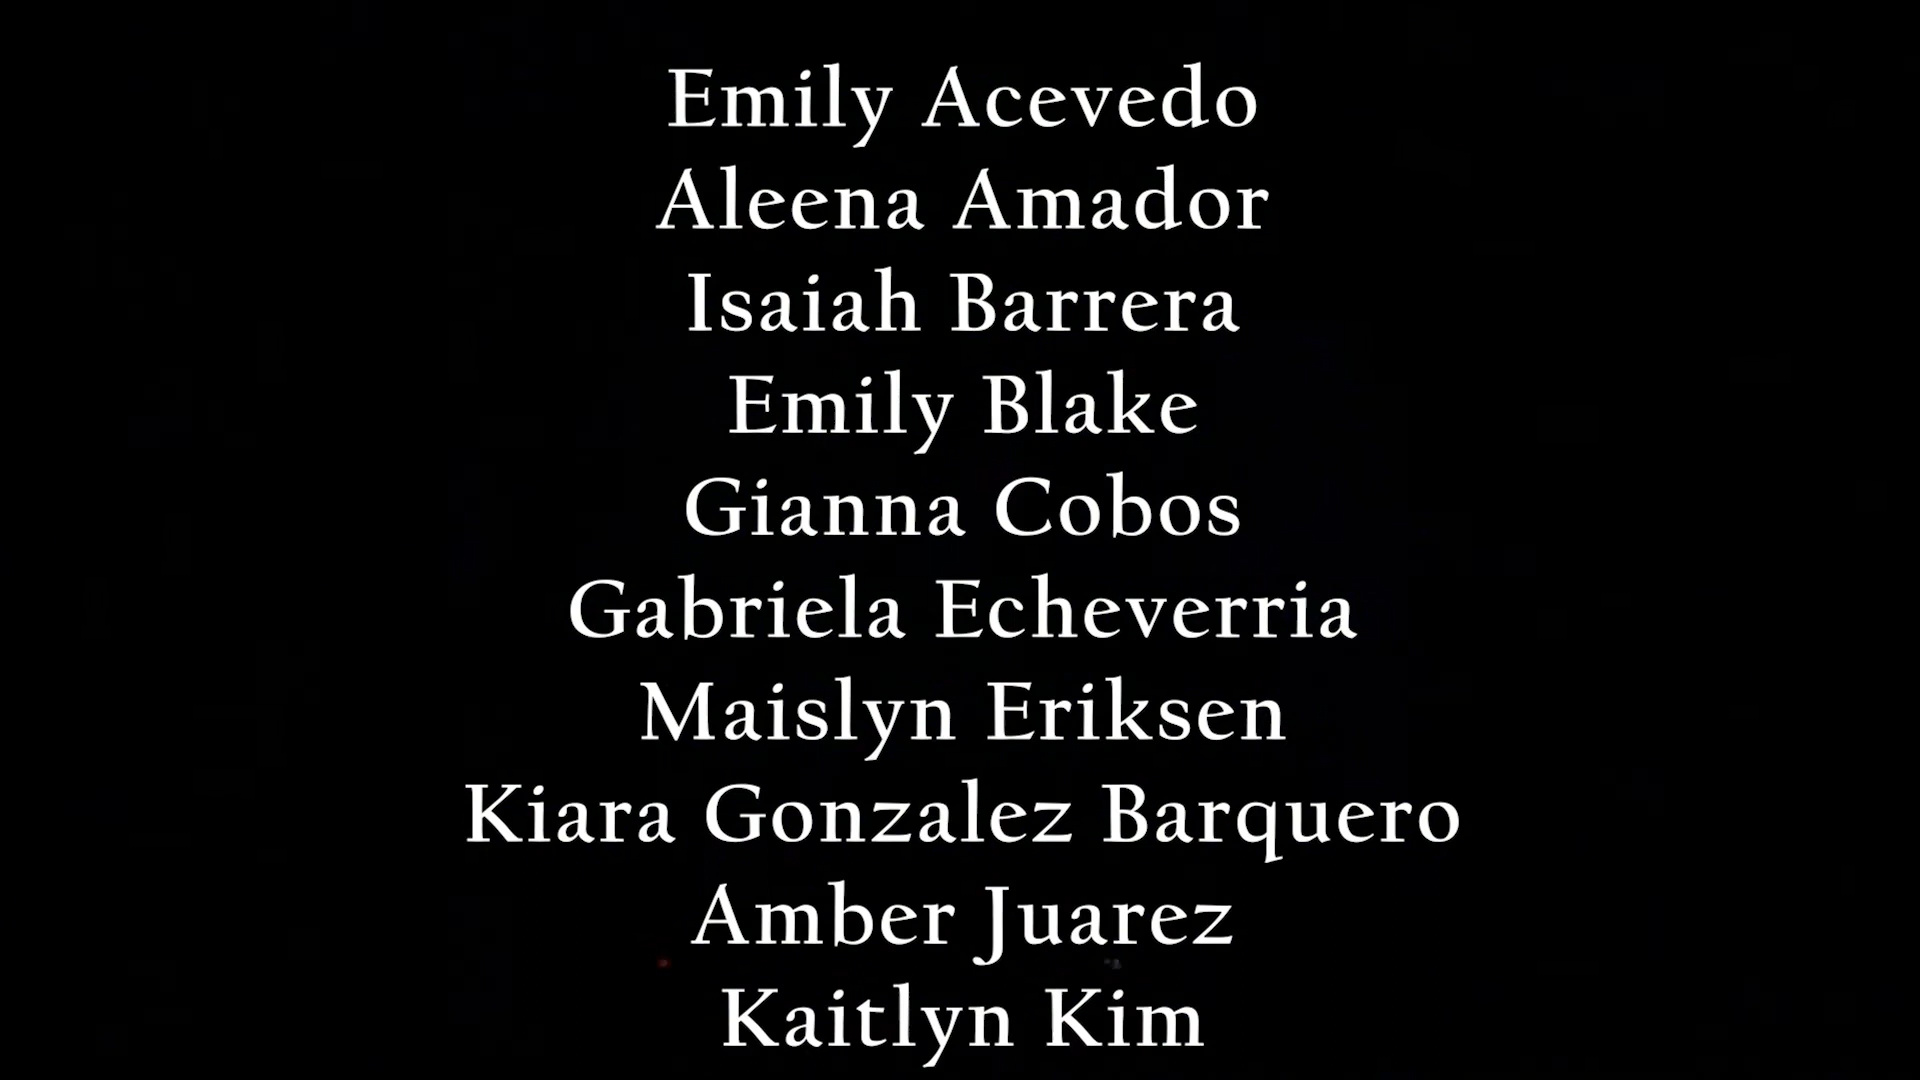 Emily Acevedo
Aleena Amador
Isaiah Barrera
Emily Blake
Gianna Cobos
Gabriela Echeverria
Maislyn Eriksen
Kiara Gonzalez Barquero
Amber Juarez
Kaitlyn Kim